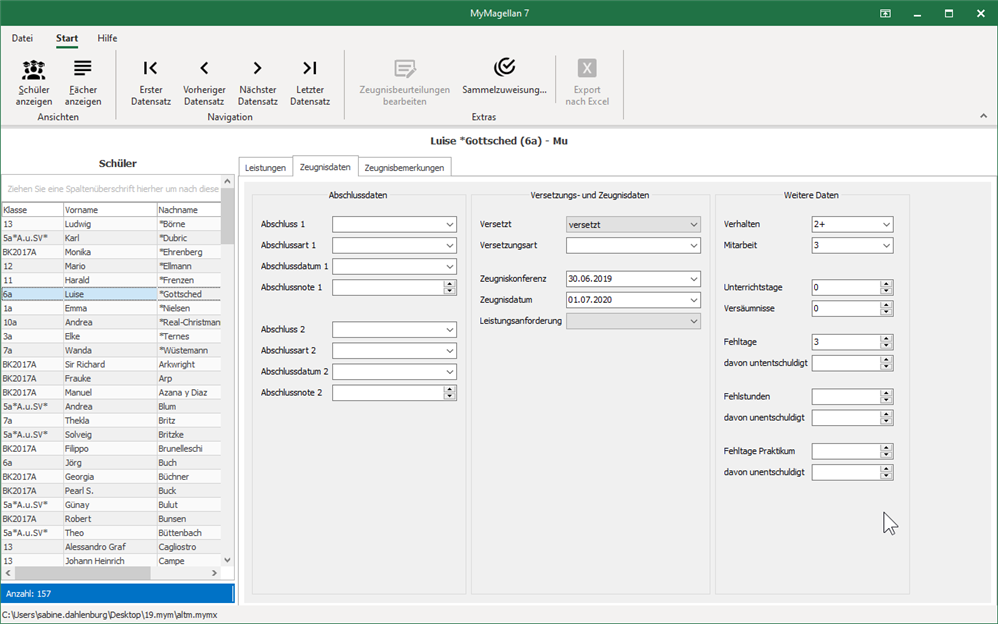 MyMagellan 7
Datei Start Hilfe
Schüler anzeigen
Fächer anzeigen
Erster Datensatz
Vorheriger Datensatz
Nächster Datensatz
Letzter Datensatz
Zeugnisbeurteilungen bearbeiten
Sammelzuweisung...
Export nach Excel
Ansichten
Navigation
Extras
Luise *Gottsched (6a) - Mu
Schüler
Ziehen Sie eine Spaltenüberschrift hierher um nach diese
Klasse Vorname Nachname
13 Ludwig *Börne
5a*A.u.SV* Karl *Dubric
BK2017A Monika *Ehrenberg
12 Mario *Ellmann
11 Harald *Frenzen
6a Luise *Gottsched
1a Emma *Nielsen
10a Andrea *Real-Christman
3a Elke *Ternes
7a Wanda *Wüstemann
BK2017A Sir Richard Arkwright
BK2017A Frauke Arp
BK2017A Manuel Azana y Diaz
5a*A.u.SV* Andrea Blum
7a Thekla Britz
5a*A.u.SV* Solveig Britzke
BK2017A Filippo Brunelleschi
6a Jörg Buch
BK2017A Georgia Büchner
BK2017A Pearl S. Buck
5a*A.u.SV* Günay Bulut
BK2017A Robert Bunsen
5a*A.u.SV* Theo Büttenbach
13 Alessandro Graf Cagliostro
13 Johann Heinrich Campe
Anzahl: 157
Leistungen Zeugnisdaten Zeugnisbemerkungen
Abschlussdaten
Abschluss 1
Abschlussart 1
Abschlussdatum 1
Abschlussnote 1
Abschluss 2
Abschlussart 2
Abschlussdatum 2
Abschlussnote 2
Versetzungs- und Zeugnisdaten
Versetzt versetzt
Versetzungsart
Zeugniskonferenz 30.06.2019
Zeugnisdatum 01.07.2020
Leistungsanforderung
Weitere Daten
Verhalten 2+
Mitarbeit 3
Unterrichtstage 0
Versäumnisse 0
Fehltage 3
davon untentschuldigt
Fehlstunden
davon unentschuldigt
Fehltage Praktikum
davon unentschuldigt
C:\Users\sabine.dahlenburg\Desktop\19.mym\altm.mymx